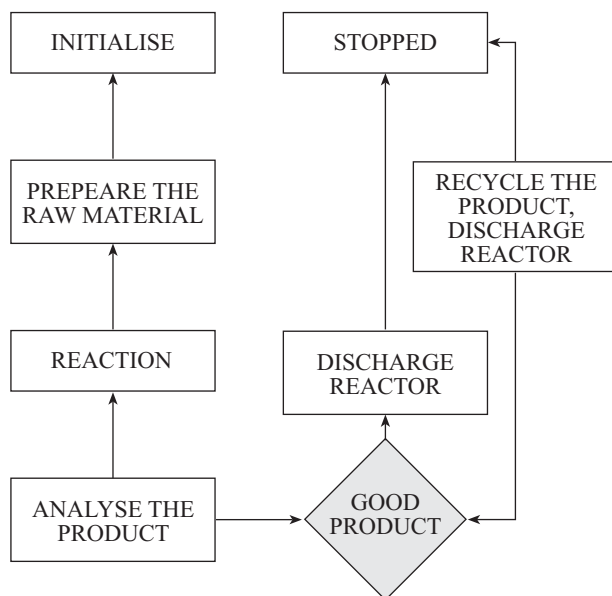 INITIALISE
STOPPED
PREPEARE THE
RAW MATERIAL
RECYCLE THE
PRODUCT,
DISCHARGE
REACTOR
REACTION
DISCHARGE
REACTOR
ANALYSE THE
PRODUCT
GOOD
PRODUCT